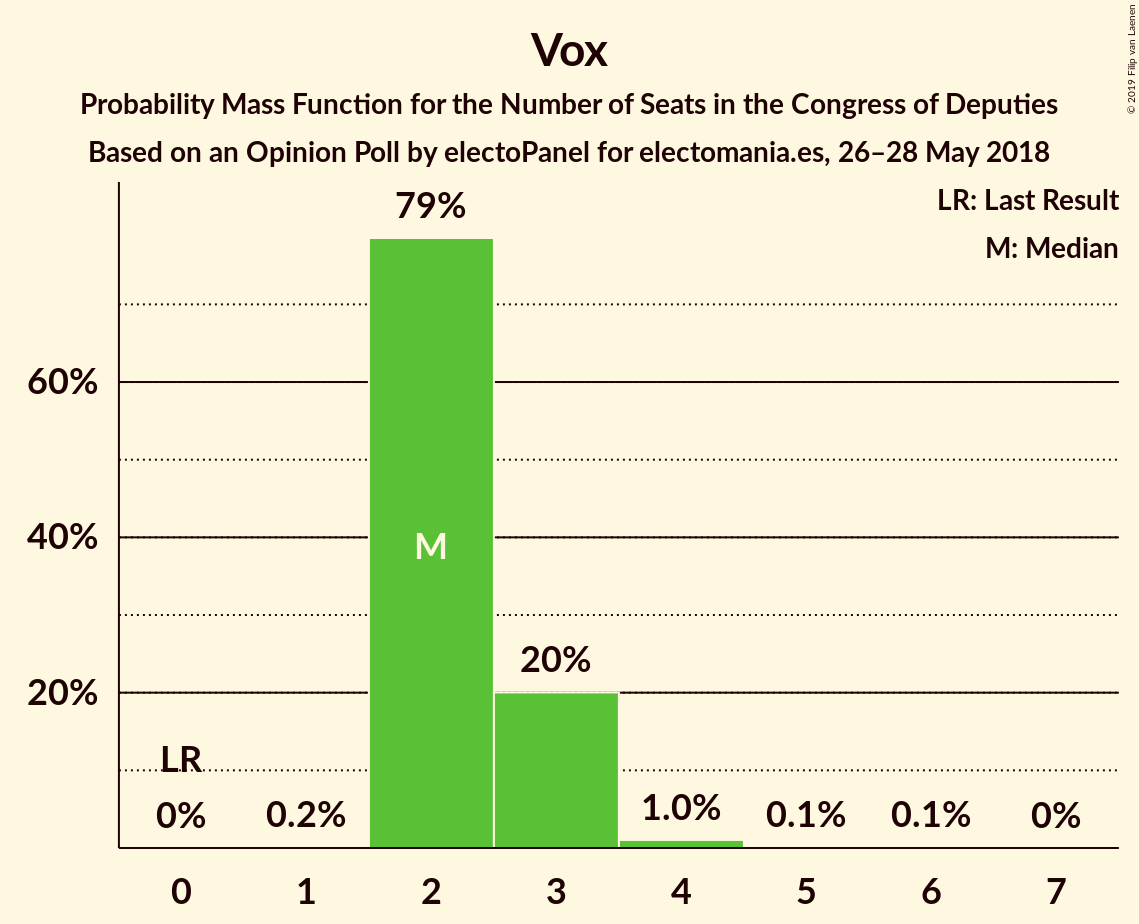 Vox
Probability Mass Function for the Number of Seats in the Congress of Deputies
Based on an Opinion Poll by electoPanel for electomania.es, 26–28 May 2018
© 2019 Filip van Laenen
LR: Last Result
M: Median
79%
60%
40%
M
20%
20%
LR
0%
0.2%
1.0%
0.1%
0.1%
0%
0 1 2 3 4 5 6 7